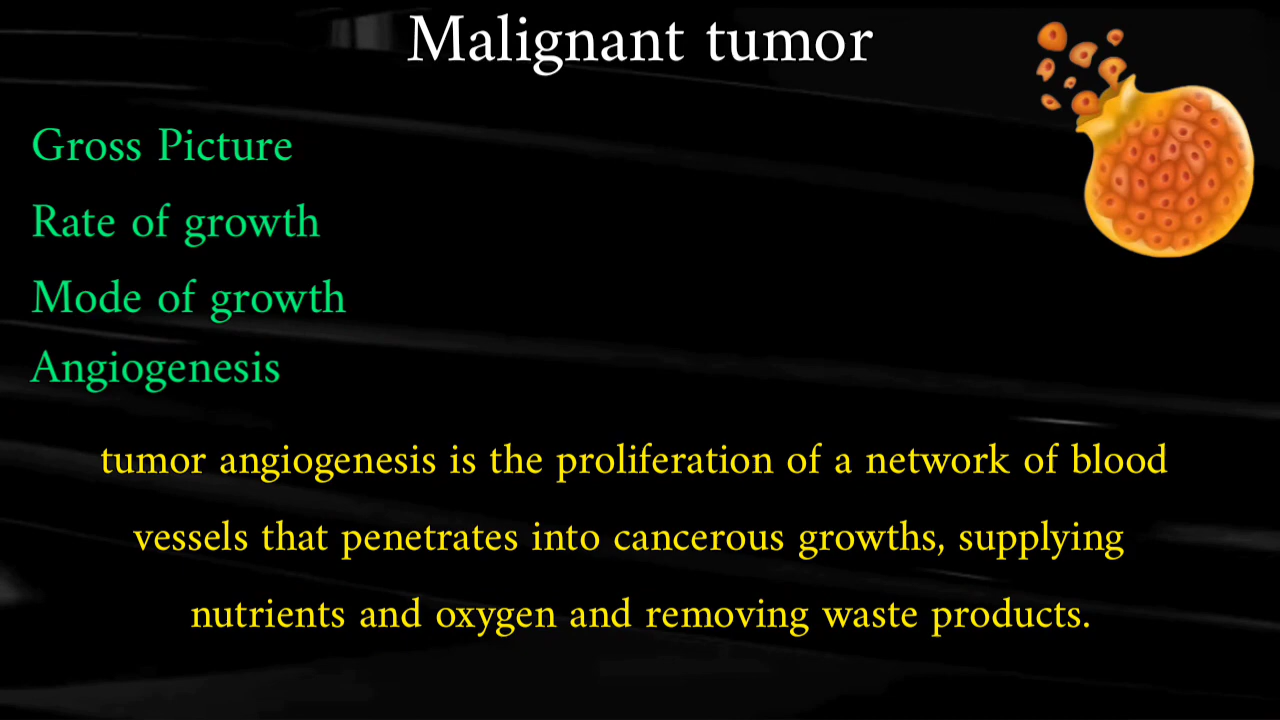 Malignant tumor
Gross Picture
Rate of growth
Mode of growth
Angiogenesis
tumor angiogenesis is the proliferation of a network of blood
vessels that penetrates into cancerous growths, supplying
nutrients and oxygen and removing waste products.